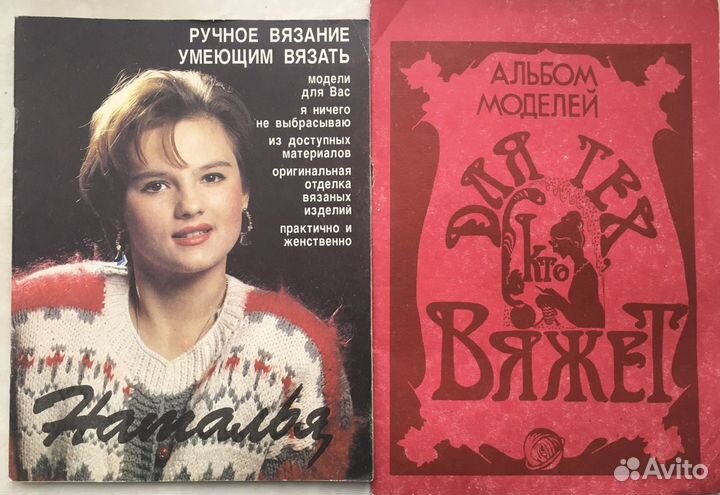 РУЧНОЕ ВЯЗАНИЕ
УМЕЮЩИМ ВЯЗАТЬ
модели
для Вас
я ничего
не выбрасываю
из доступных
материалов
оригинальная
отделка
вязаных
изделий
практично и
женственно
Наталья
АЛЬБОМ
МОДЕЛЕЙ
ДЛЯ ТЕХ,
КТО
ВЯЖЕТ
Avito